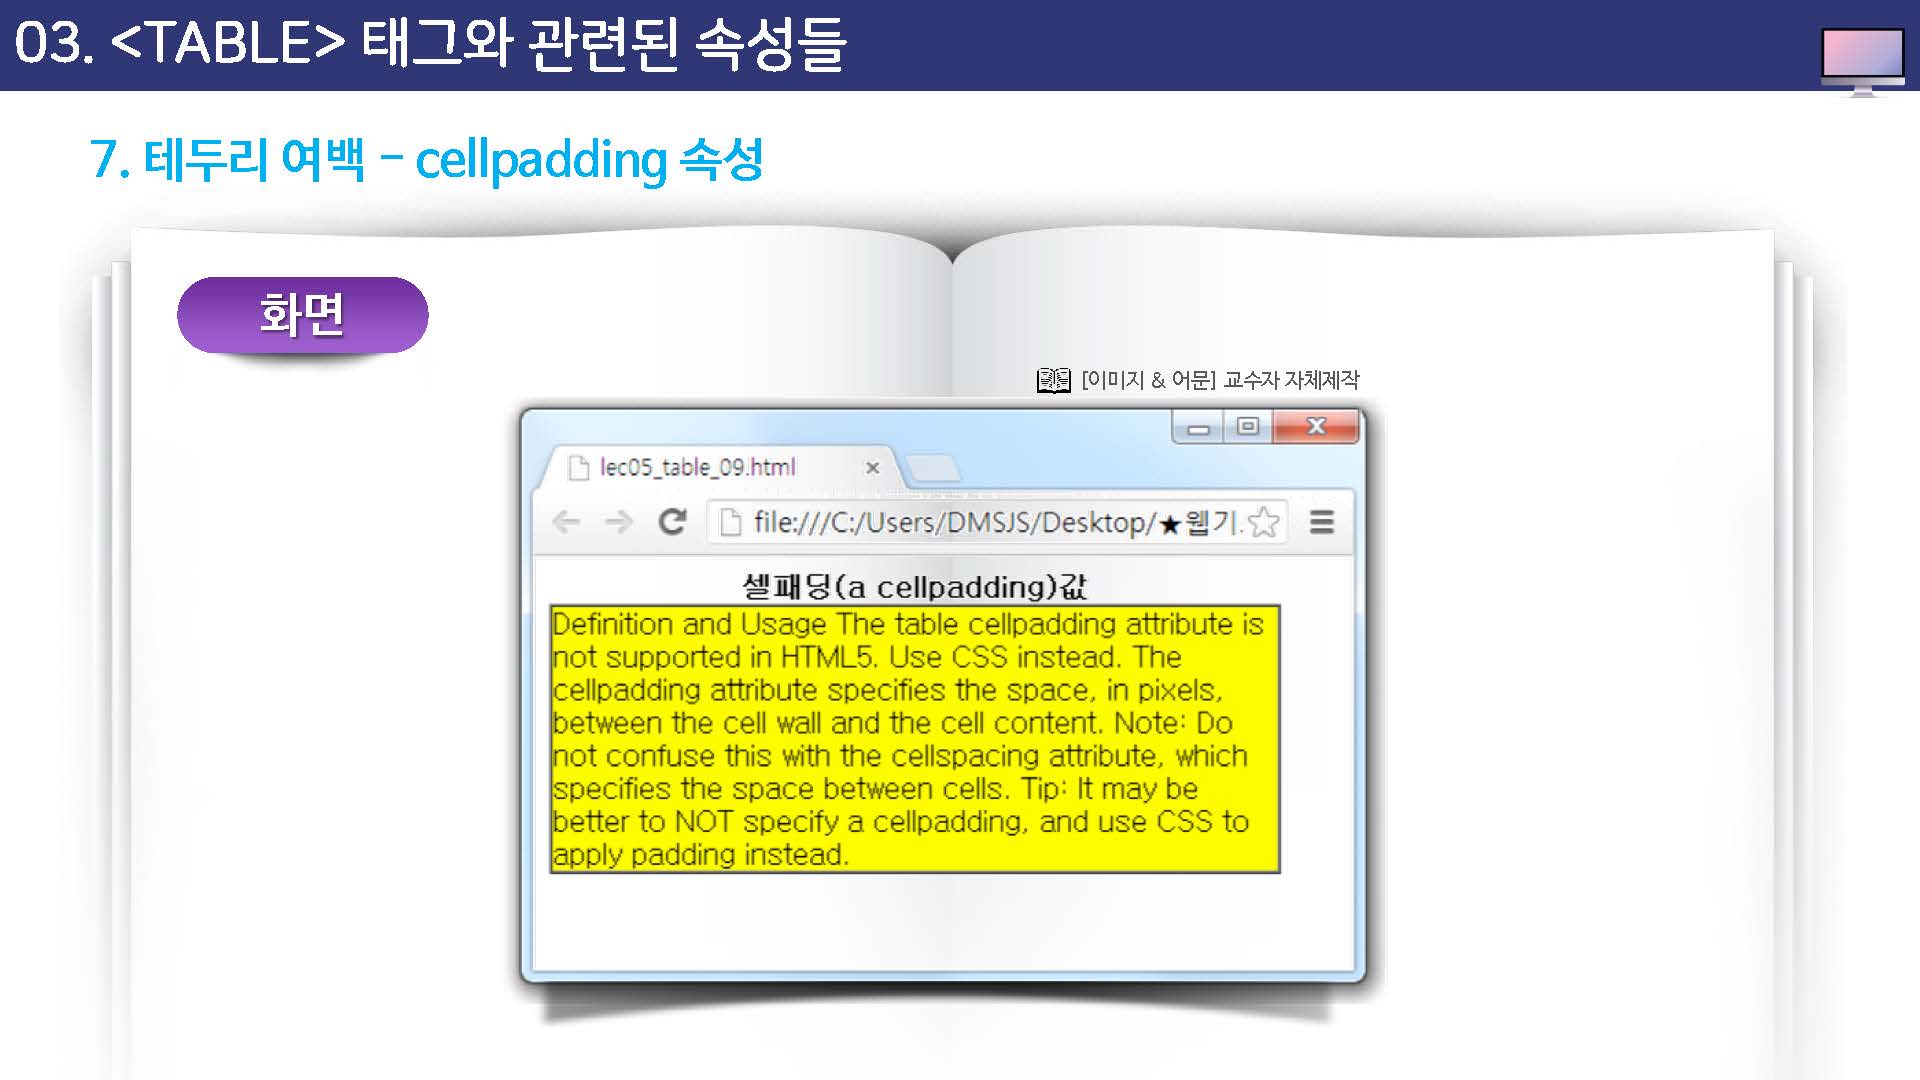 03. <TABLE> 태그와 관련된 속성들
7. 테두리 여백 - cellpadding 속성
화면
[이미지 & 어문] 교수자 자체제작
lec05_table_09.html
file:///C:/Users/DMSJS/Desktop/★웹기.
셀패딩(a cellpadding)값
Definition and Usage The table cellpadding attribute is
not supported in HTML5. Use CSS instead. The
cellpadding attribute specifies the space, in pixels,
between the cell wall and the cell content. Note: Do
not confuse this with the cellspacing attribute, which
specifies the space between cells. Tip: It may be
better to NOT specify a cellpadding, and use CSS to
apply padding instead.